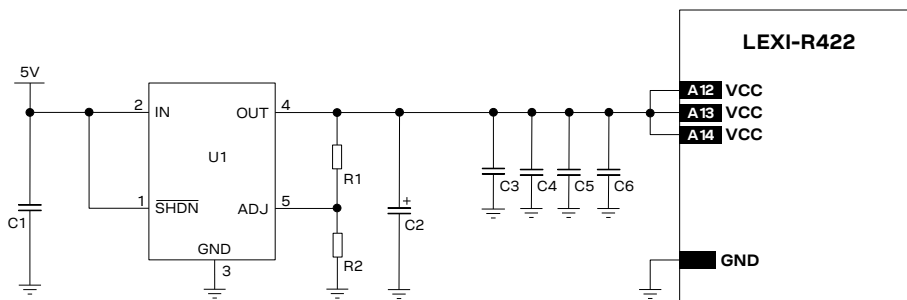 LEXI-R422
5V
A12 VCC
2 IN OUT 4
A13 VCC
A14 VCC
U1
R1
C3 C4 C5 C6
1 SHDN ADJ 5
C1
C2
GND
R2
GND
3
+